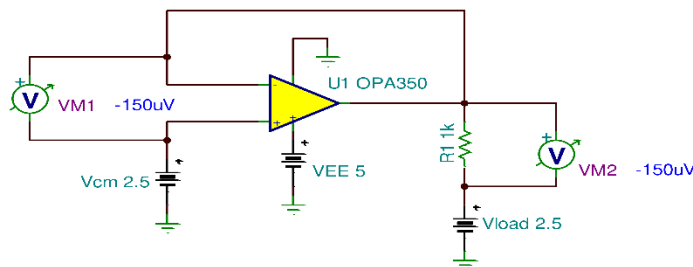 U1 OPA350
+
V
VM1 -150uV
-
+
+
R1 1k
+
V
VM2 -150uV
+
Vcm 2.5
+
VEE 5
+
Vload 2.5